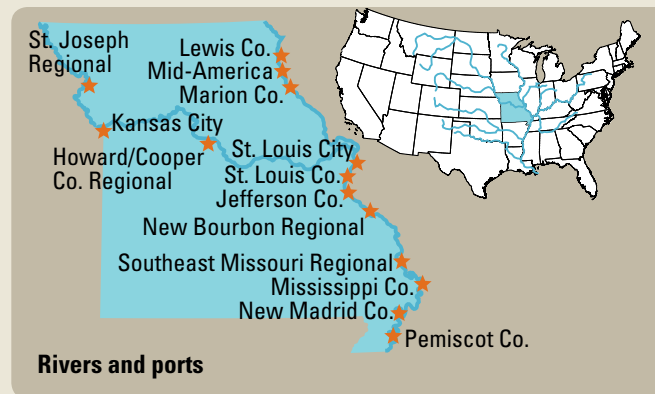 St. Joseph
Regional
Lewis Co.
Mid-America
Marion Co.
Kansas City
Howard/Cooper
Co. Regional
St. Louis City
St. Louis Co.
Jefferson Co.
New Bourbon Regional
Southeast Missouri Regional
Mississippi Co.
New Madrid Co.
Pemiscot Co.
Rivers and ports